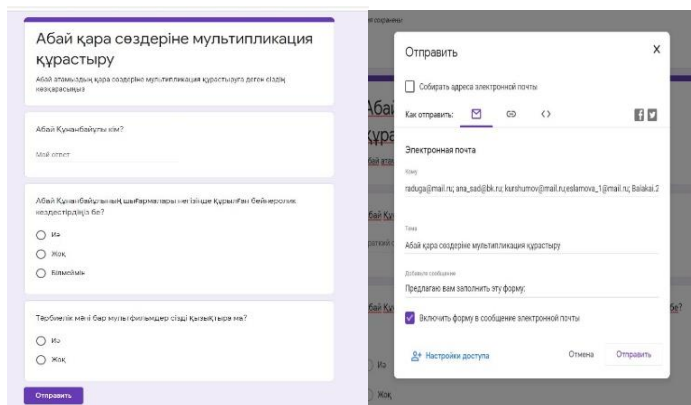 Абай қара сөздеріне мультипликация
құрастыру
Абай атамыздың қара сөздеріне мультипликация құрастыруға деген сіздің
көзқарасыңыз
Абай Құнанбайұлы кім?
Мой ответ
Абай Құнанбайұлының шығармалары негізінде құрылған бейнеролик
кездестірдіңіз бе?
Иә
Жоқ
Білмеймін
Тәрбиелік мәні бар мультфильмдер сізді қызықтыра ма?
Иә
Жоқ
Отправить
Отправить
X
Собирать адреса электронной почты
Как отправить:
Электронная почта
Кому
raduga@mail.ru; ana_sad@bk.ru; kurshumov@mail.ru;eslamova_1@mail.ru; Balakai.2
Тема
Абай қара сөздеріне мультипликация құрастыру
Добавьте сообщение
Предлагаю вам заполнить эту форму:
Включить форму в сообщение электронной почты
Настройки доступа
Отмена
Отправить
Иә
Жоқ